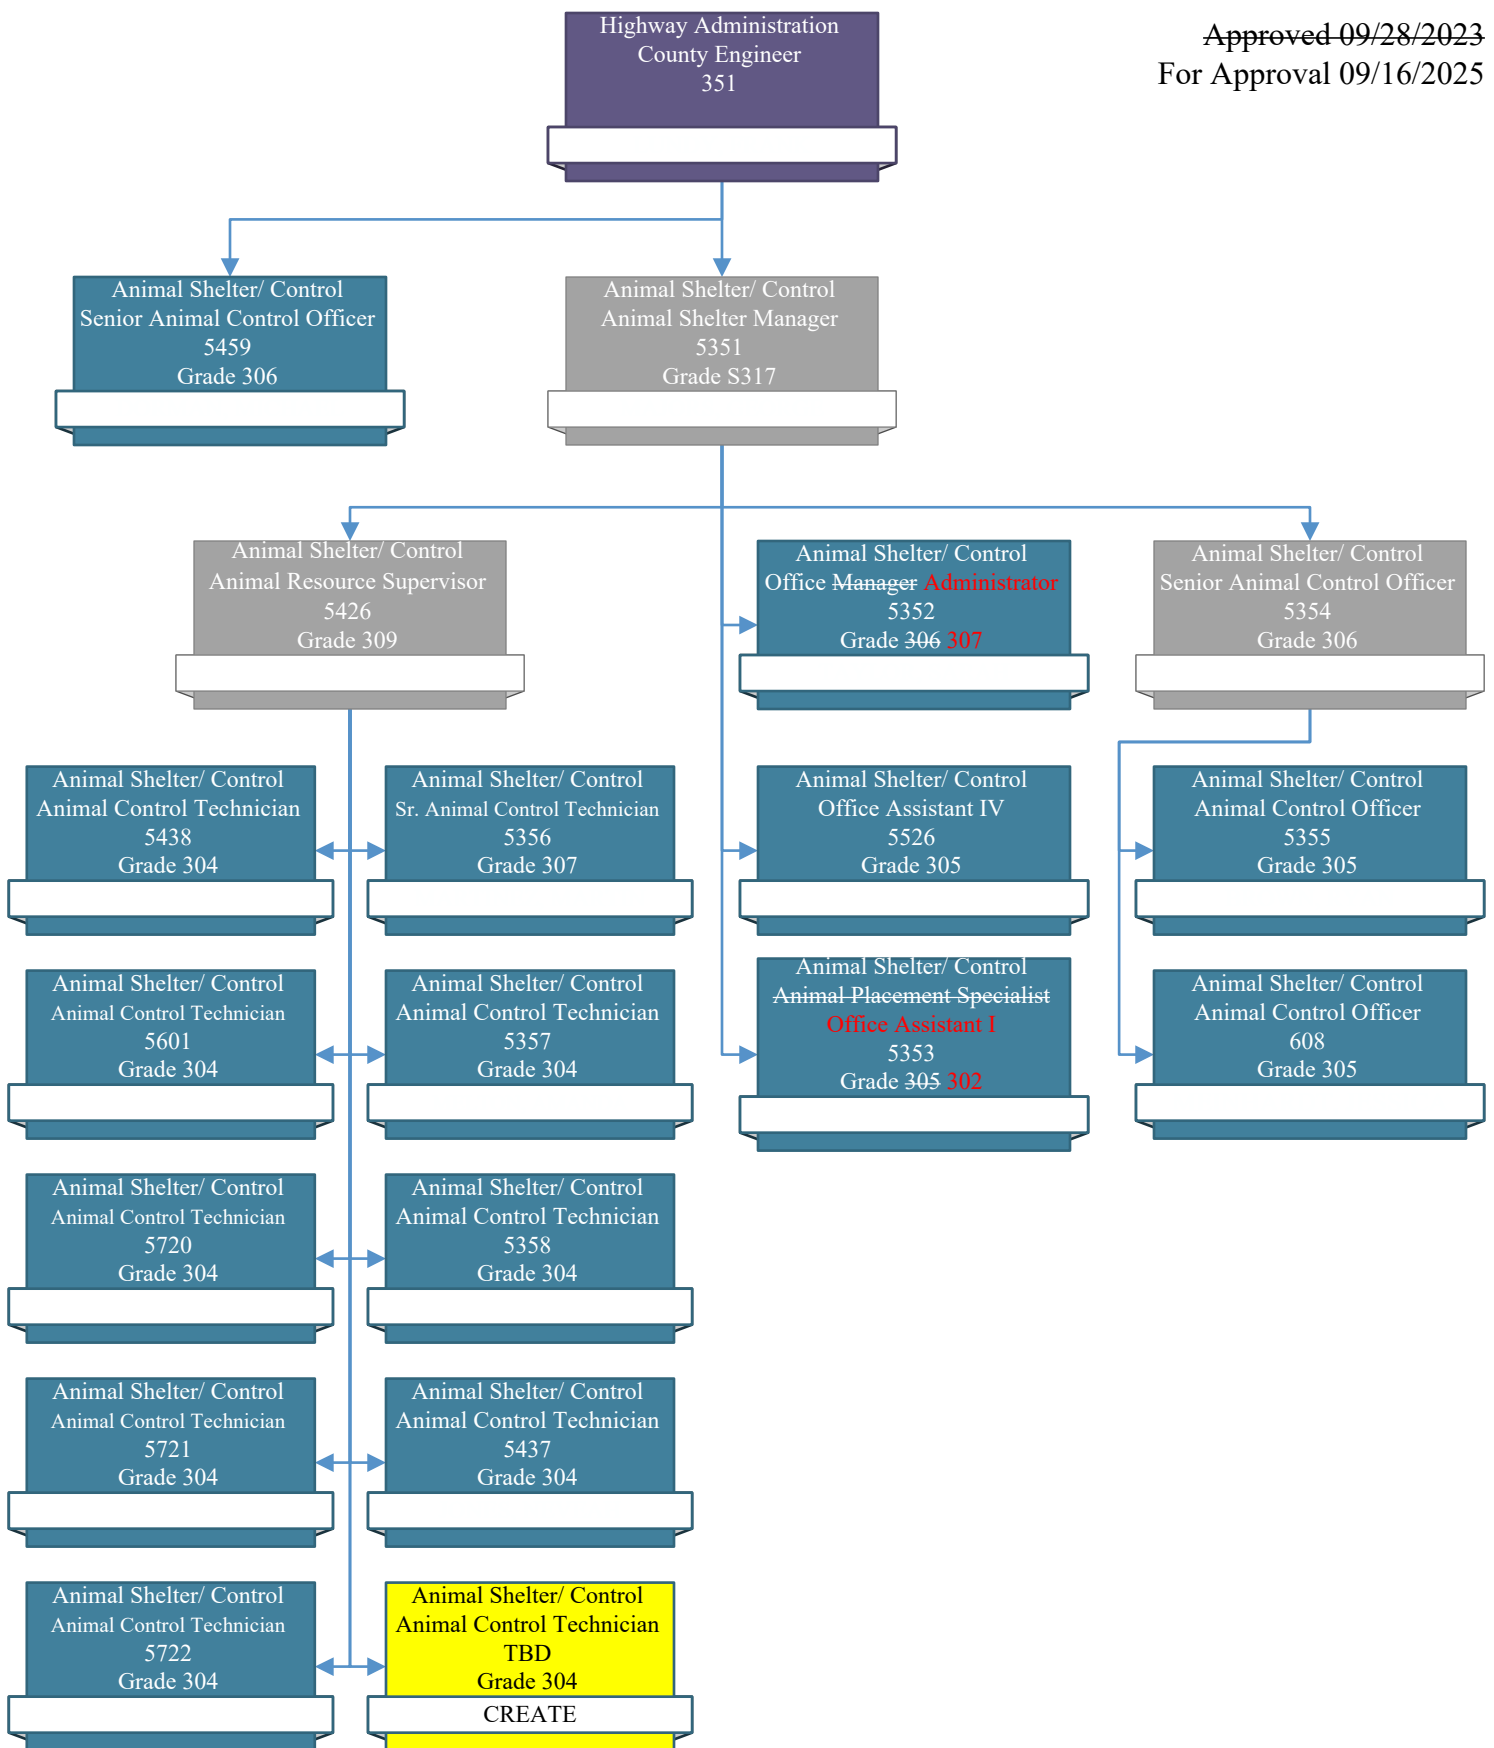 Highway Administration
County Engineer
351
Approved 09/28/2023
For Approval 09/16/2025
Animal Shelter/ Control
Senior Animal Control Officer
5459
Grade 306
Animal Shelter/ Control
Animal Shelter Manager
5351
Grade S317
Animal Shelter/ Control
Animal Resource Supervisor
5426
Grade 309
Animal Shelter/ Control
Office Manager Administrator
5352
Grade 306 307
Animal Shelter/ Control
Senior Animal Control Officer
5354
Grade 306
Animal Shelter/ Control
Animal Control Technician
5438
Grade 304
Animal Shelter/ Control
Sr. Animal Control Technician
5356
Grade 307
Animal Shelter/ Control
Office Assistant IV
5526
Grade 305
Animal Shelter/ Control
Animal Control Officer
5355
Grade 305
Animal Shelter/ Control
Animal Control Technician
5601
Grade 304
Animal Shelter/ Control
Animal Control Technician
5357
Grade 304
Animal Shelter/ Control
Animal Placement Specialist
Office Assistant I
5353
Grade 305 302
Animal Shelter/ Control
Animal Control Officer
608
Grade 305
Animal Shelter/ Control
Animal Control Technician
5720
Grade 304
Animal Shelter/ Control
Animal Control Technician
5358
Grade 304
Animal Shelter/ Control
Animal Control Technician
5721
Grade 304
Animal Shelter/ Control
Animal Control Technician
5437
Grade 304
Animal Shelter/ Control
Animal Control Technician
5722
Grade 304
Animal Shelter/ Control
Animal Control Technician
TBD
Grade 304
CREATE